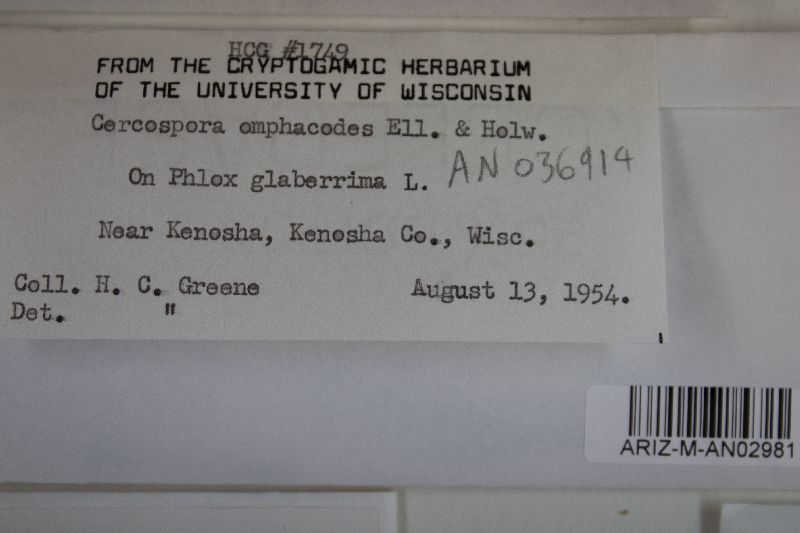 HCG #1749
FROM THE CRYPTOGAMIC HERBARIUM
OF THE UNIVERSITY OF WISCONSIN
Cercospora omphacodes Ell. & Holw.
On Phlox glaberrima L. AN 036914
Near Kenosha, Kenosha Co., Wisc.
Coll. H. C. Greene August 13, 1954.
Det. "
ARIZ-M-AN02981